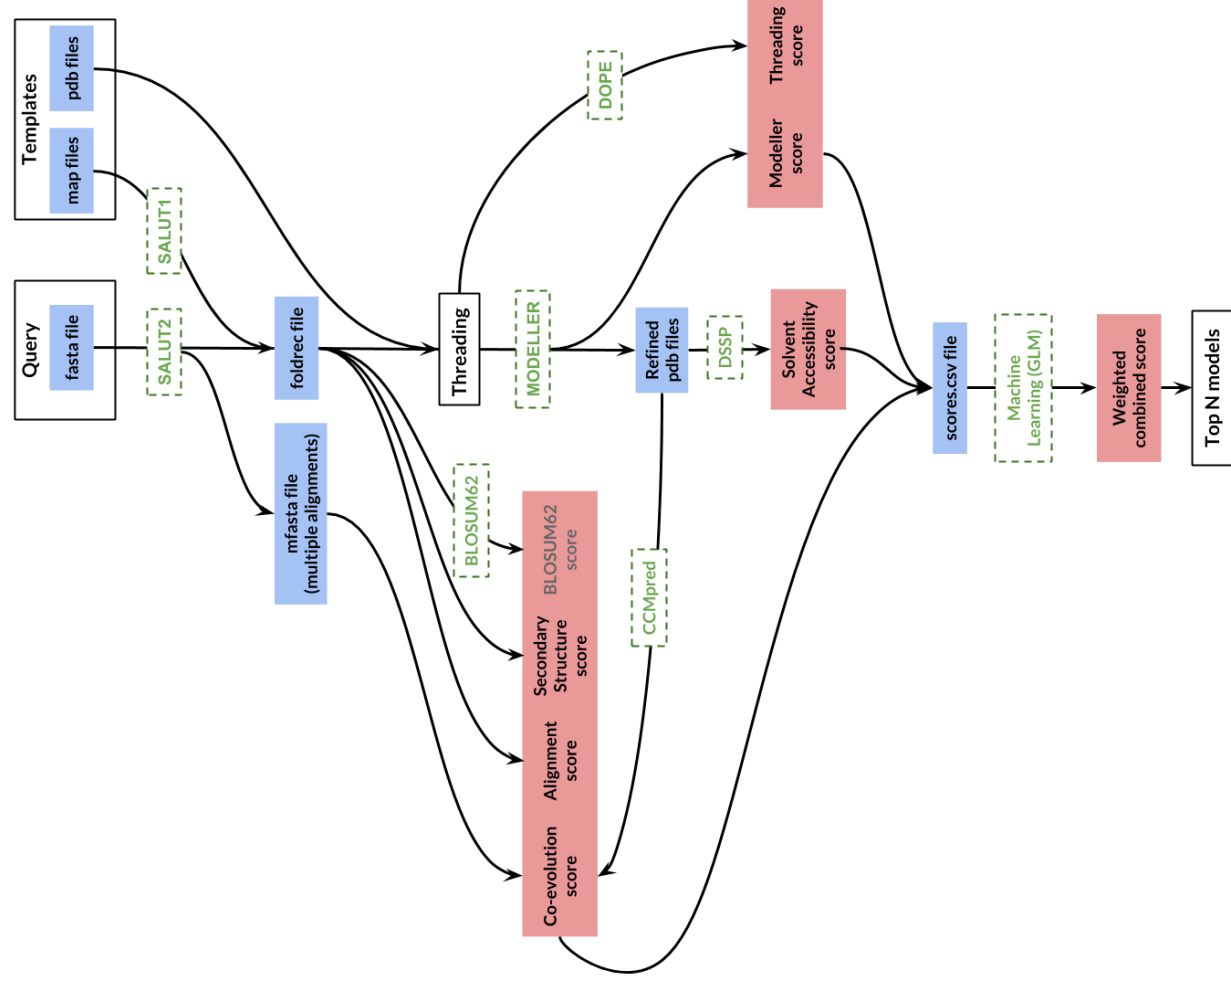 Templates
pdb files
map files
SALUT1
Query
fasta file
SALUT2
foldrec file
mfasta file
(multiple alignments)
Threading
DOPE
MODELLER
Threading
score
Modeller
score
Refined
pdb files
DSSP
Solvent
Accessibility
score
BLOSUM62
BLOSUM62
score
Secondary
Structure
score
Alignment
score
Co-evolution
score
CCMpred
scores.csv file
Machine
Learning (GLM)
Weighted
combined score
Top N models